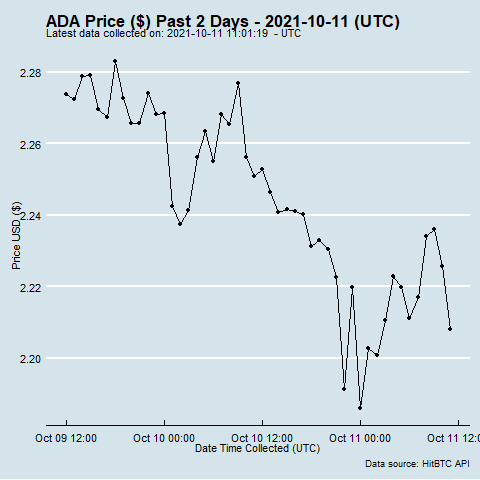 ADA Price ($) Past 2 Days - 2021-10-11 (UTC)
Latest data collected on: 2021-10-11 11:01:19 - UTC
2.28
2.26
2.24
2.22
2.20
Price USD ($)
Oct 09 12:00 Oct 10 00:00 Oct 10 12:00 Oct 11 00:00 Oct 11 12:
Date Time Collected (UTC)
Data source: HitBTC API